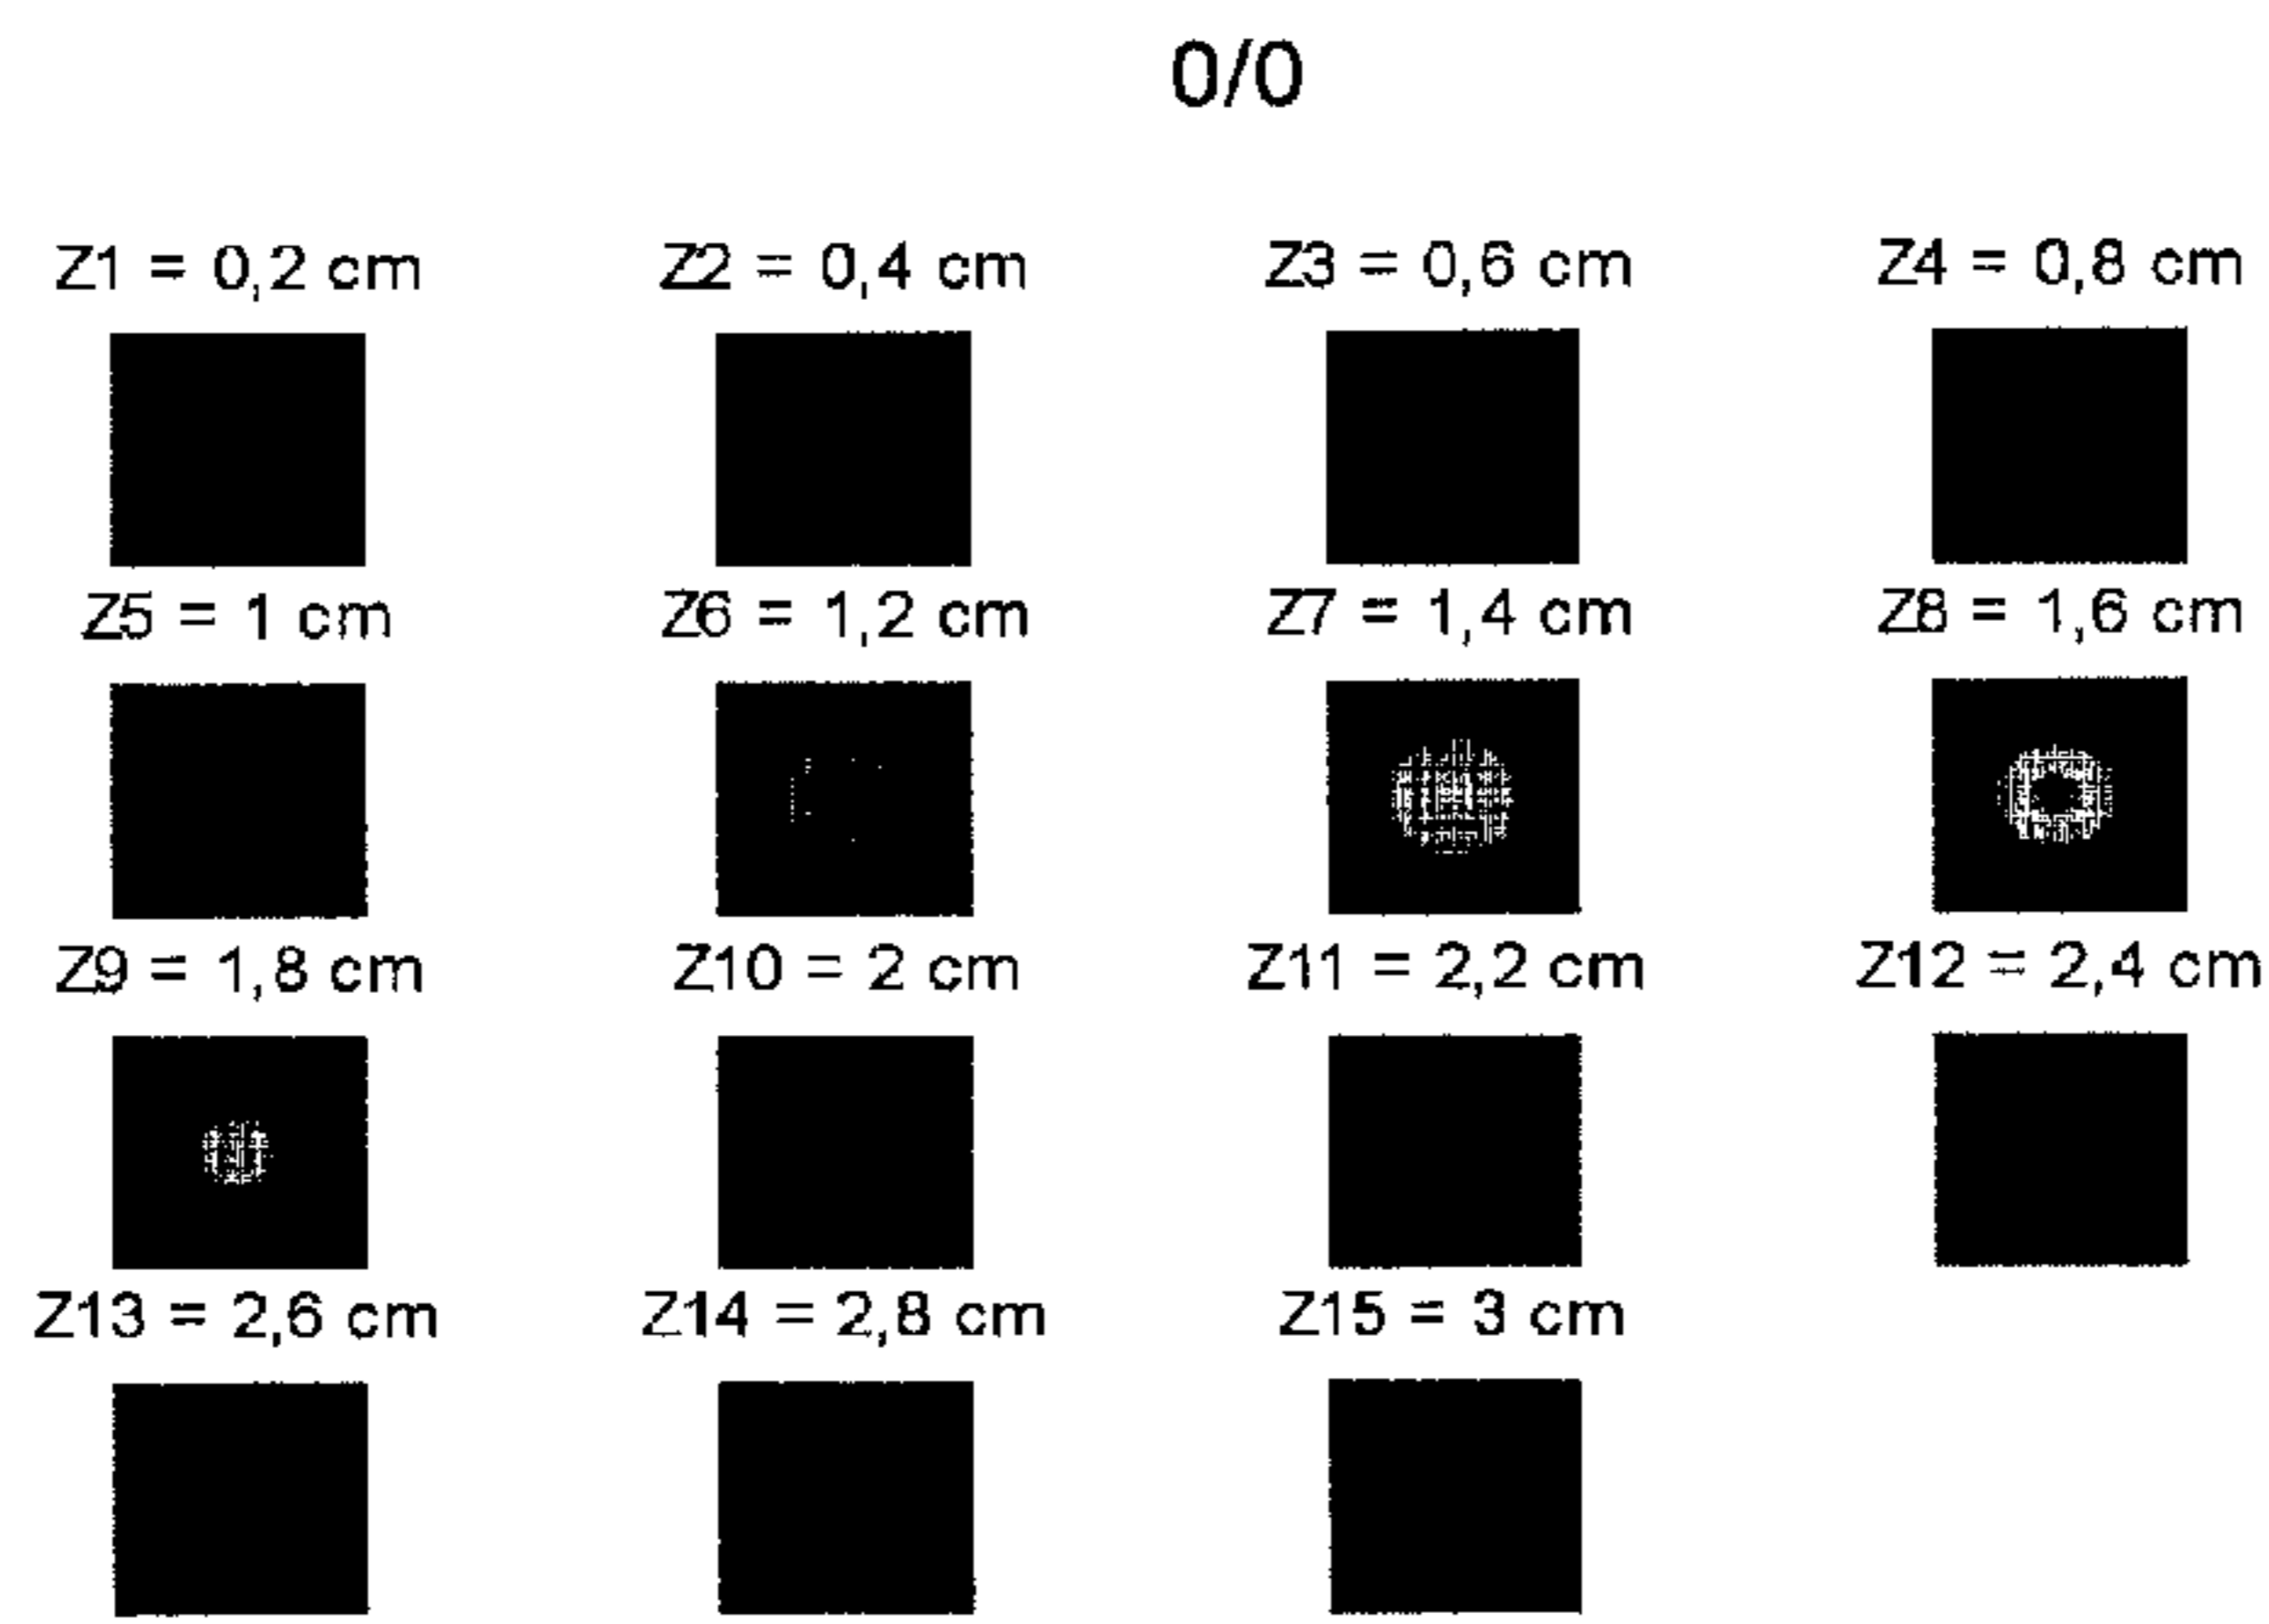 0/0
Z1 = 0,2 cm
Z2 = 0,4 cm
Z3 = 0,6 cm
Z4 = 0,8 cm
Z5 = 1 cm
Z6 = 1,2 cm
Z7 = 1,4 cm
Z8 = 1,6 cm
Z9 = 1,8 cm
Z10 = 2 cm
Z11 = 2,2 cm
Z12 = 2,4 cm
Z13 = 2,6 cm
Z14 = 2,8 cm
Z15 = 3 cm